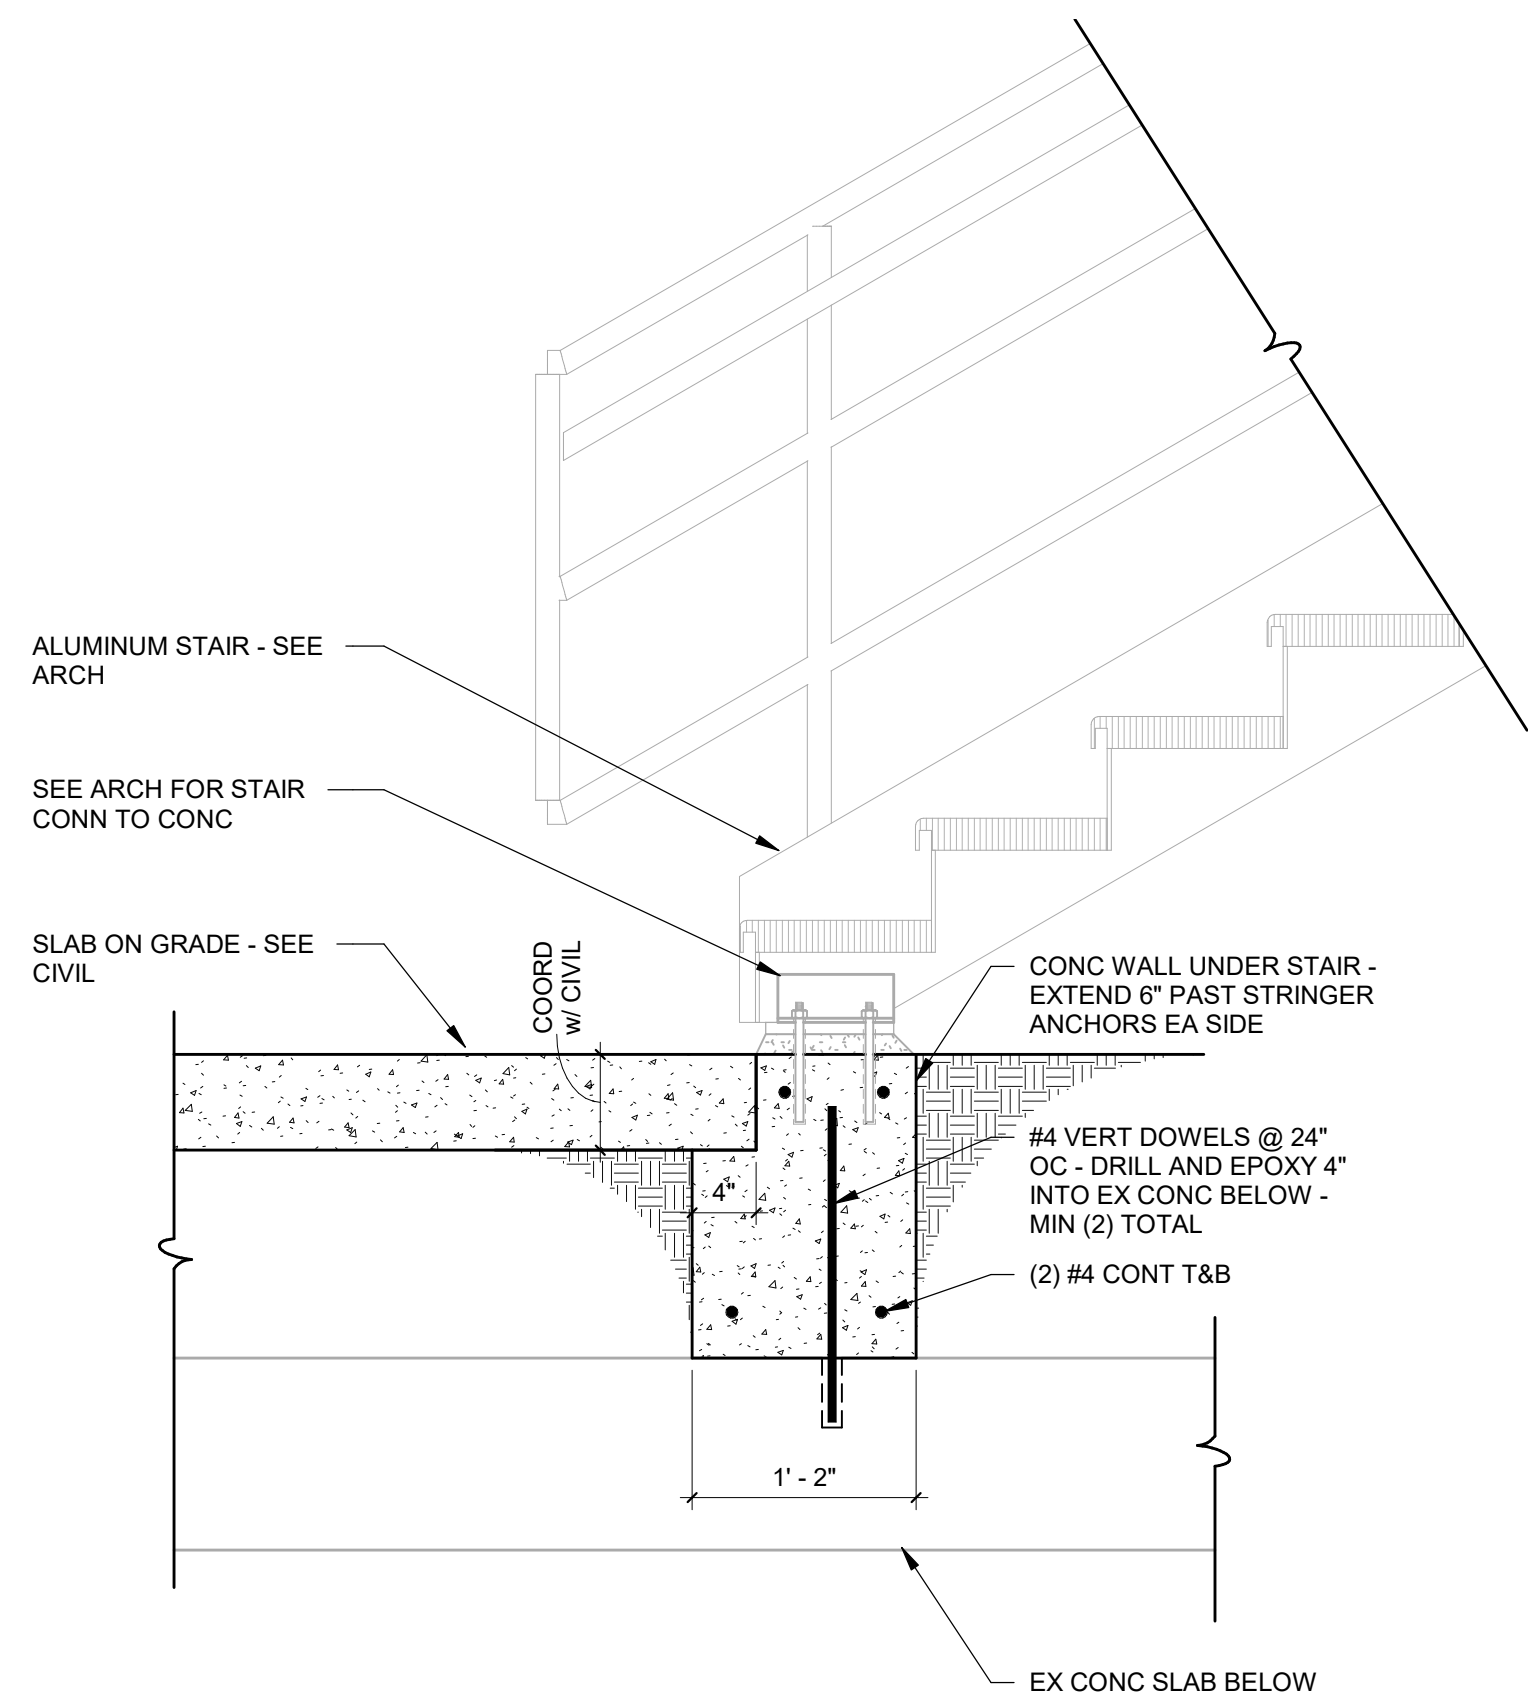 ALUMINUM STAIR - SEE
ARCH
SEE ARCH FOR STAIR
CONN TO CONC
SLAB ON GRADE - SEE
CIVIL
COORD
w/ CIVIL
CONC WALL UNDER STAIR -
EXTEND 6" PAST STRINGER
ANCHORS EA SIDE
#4 VERT DOWELS @ 24"
OC - DRILL AND EPOXY 4"
INTO EX CONC BELOW -
MIN (2) TOTAL
4"
(2) #4 CONT T&B
1' - 2"
EX CONC SLAB BELOW